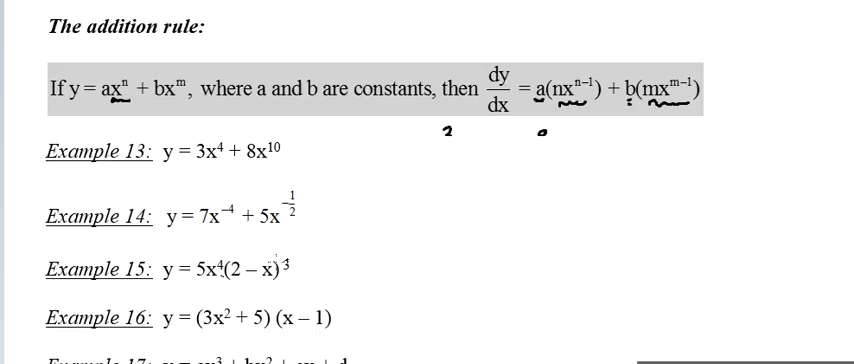 The addition rule:
If y = axⁿ + bxᵐ, where a and b are constants, then dy/dx = a(nxⁿ⁻¹) + b(mxᵐ⁻¹)
2
Example 13: y = 3x⁴ + 8x¹⁰
Example 14: y = 7x⁻⁴ + 5x^(-1/2)
Example 15: y = 5x⁴(2 – x)³
Example 16: y = (3x² + 5) (x – 1)